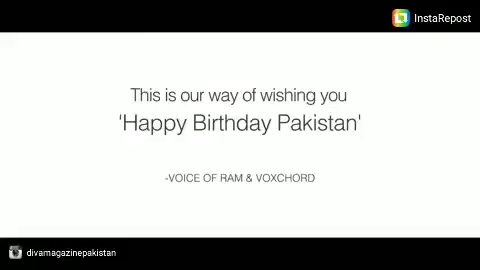 InstaRepost
This is our way of wishing you
'Happy Birthday Pakistan'
-VOICE OF RAM & VOXCHORD
divamagazinepakistan